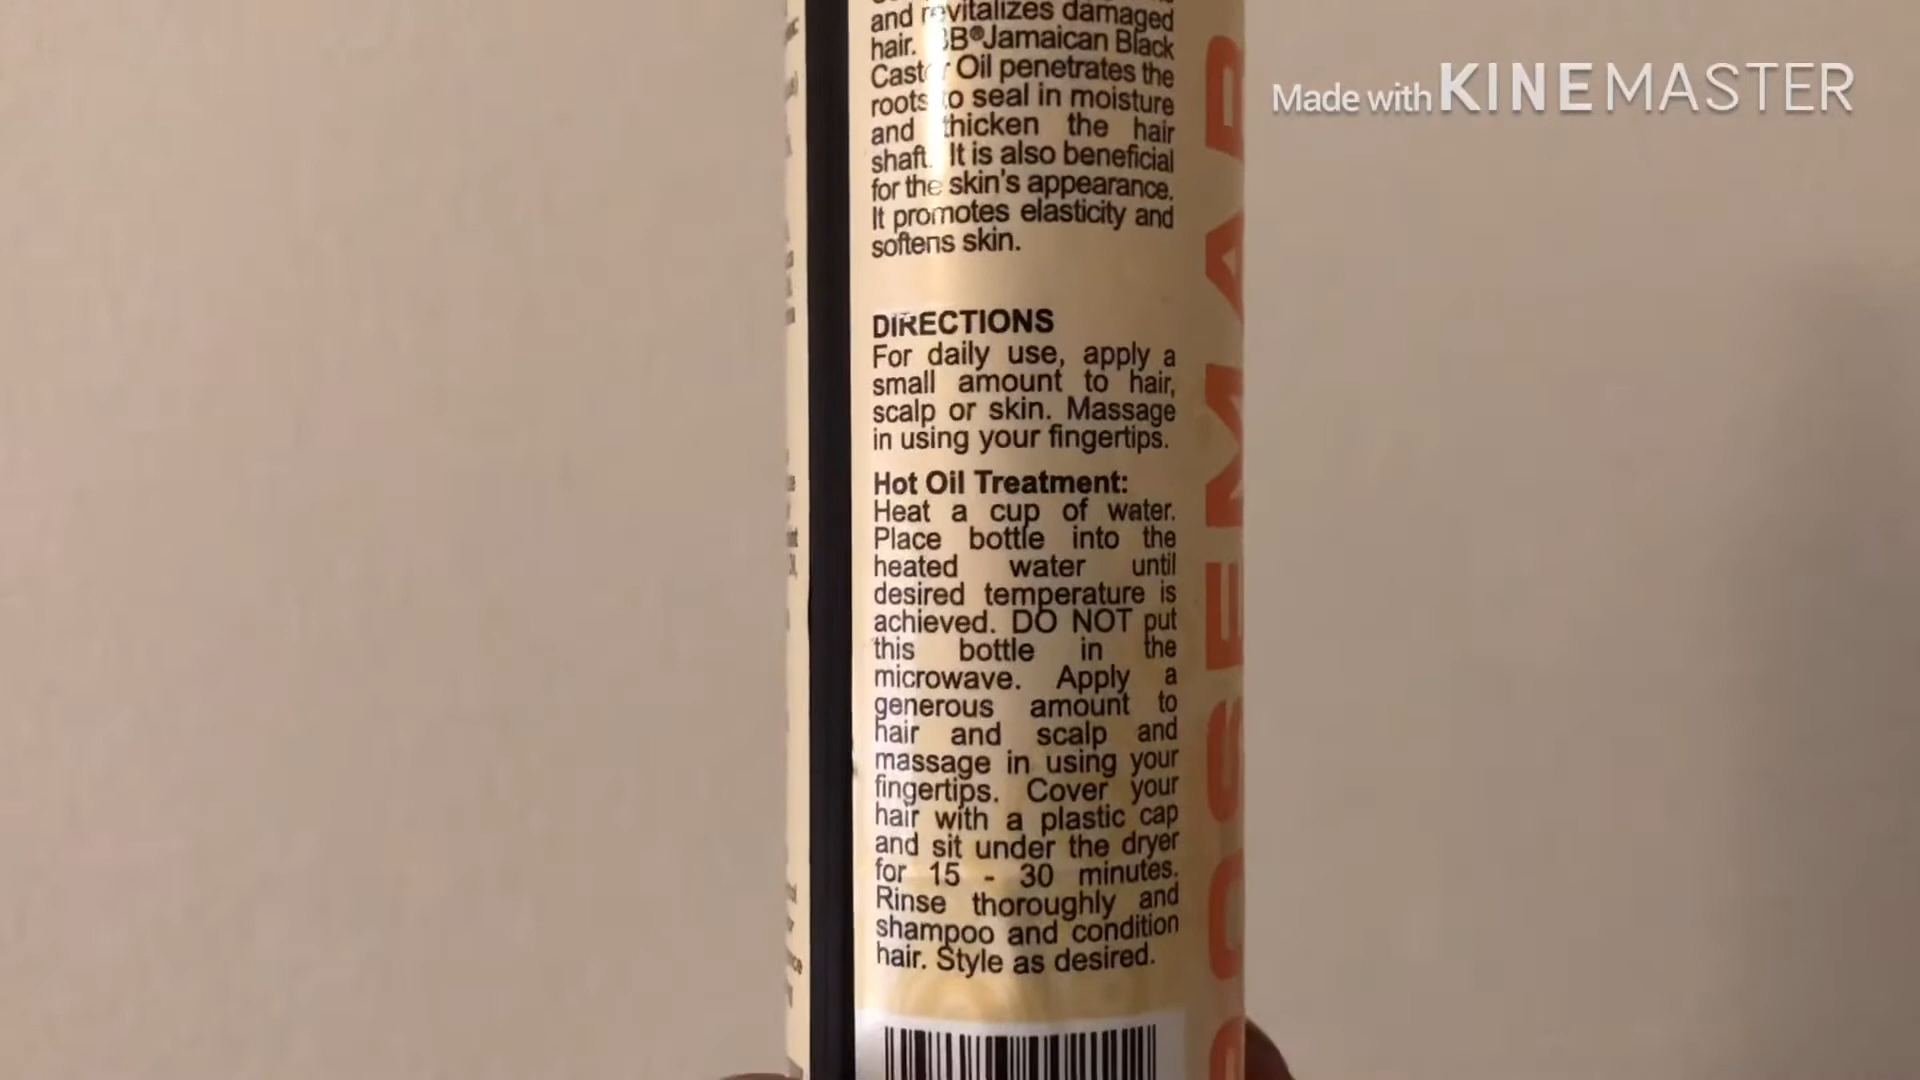 and revitalizes damaged
hair. BB®Jamaican Black
Castor Oil penetrates the
roots to seal in moisture
and thicken the hair
shaft. It is also beneficial
for the skin's appearance.
It promotes elasticity and
softens skin.
DIRECTIONS
For daily use, apply a
small amount to hair,
scalp or skin. Massage
in using your fingertips.
Hot Oil Treatment:
Heat a cup of water.
Place bottle into the
heated water until
desired temperature is
achieved. DO NOT put
this bottle in the
microwave. Apply a
generous amount to
hair and scalp and
massage in using your
fingertips. Cover your
hair with a plastic cap
and sit under the dryer
for 15 - 30 minutes.
Rinse thoroughly and
shampoo and condition
hair. Style as desired.
ROSEMAR
Made with KINEMASTER